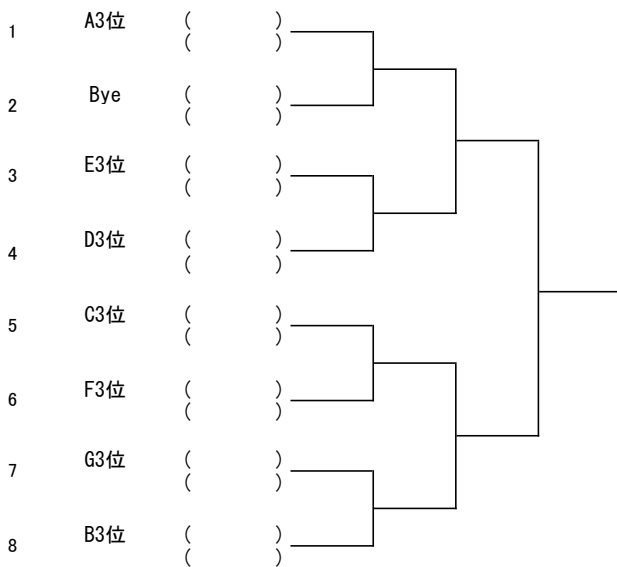 1 A3位 ( )
( )
2 Bye ( )
( )
3 E3位 ( )
( )
4 D3位 ( )
( )
5 C3位 ( )
( )
6 F3位 ( )
( )
7 G3位 ( )
( )
8 B3位 ( )
( )